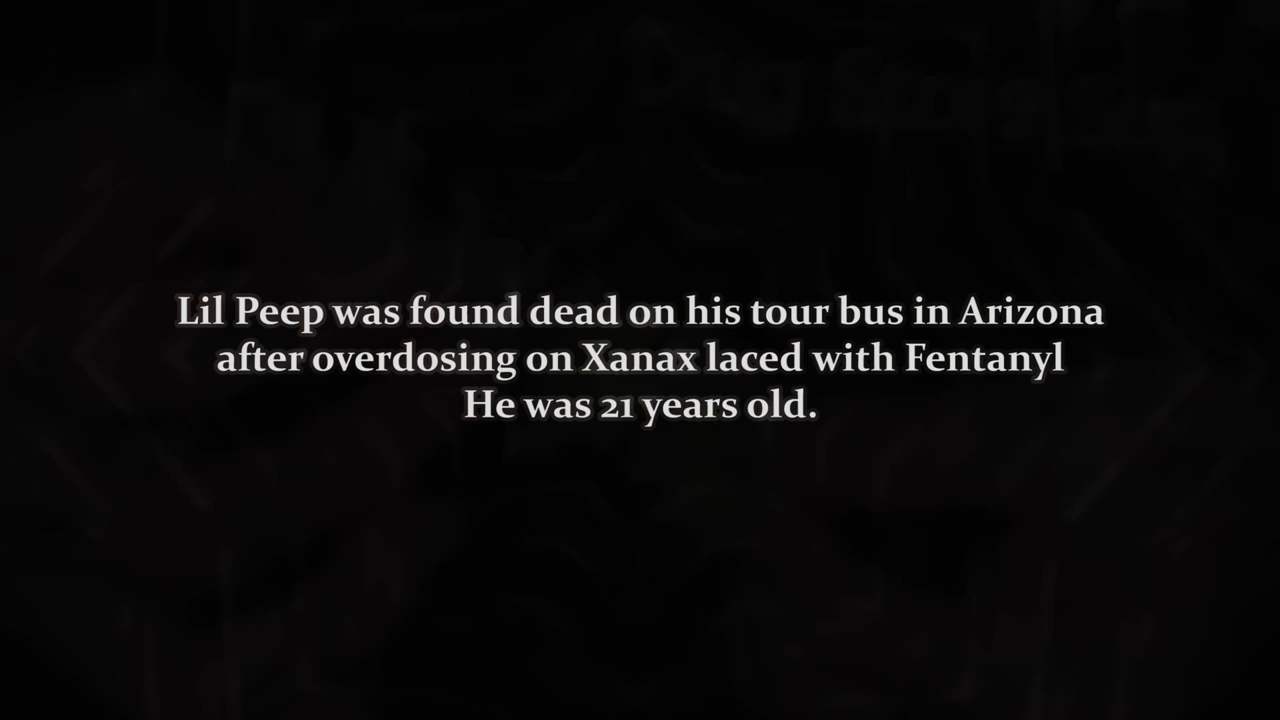 Lil Peep was found dead on his tour bus in Arizona
after overdosing on Xanax laced with Fentanyl
He was 21 years old.